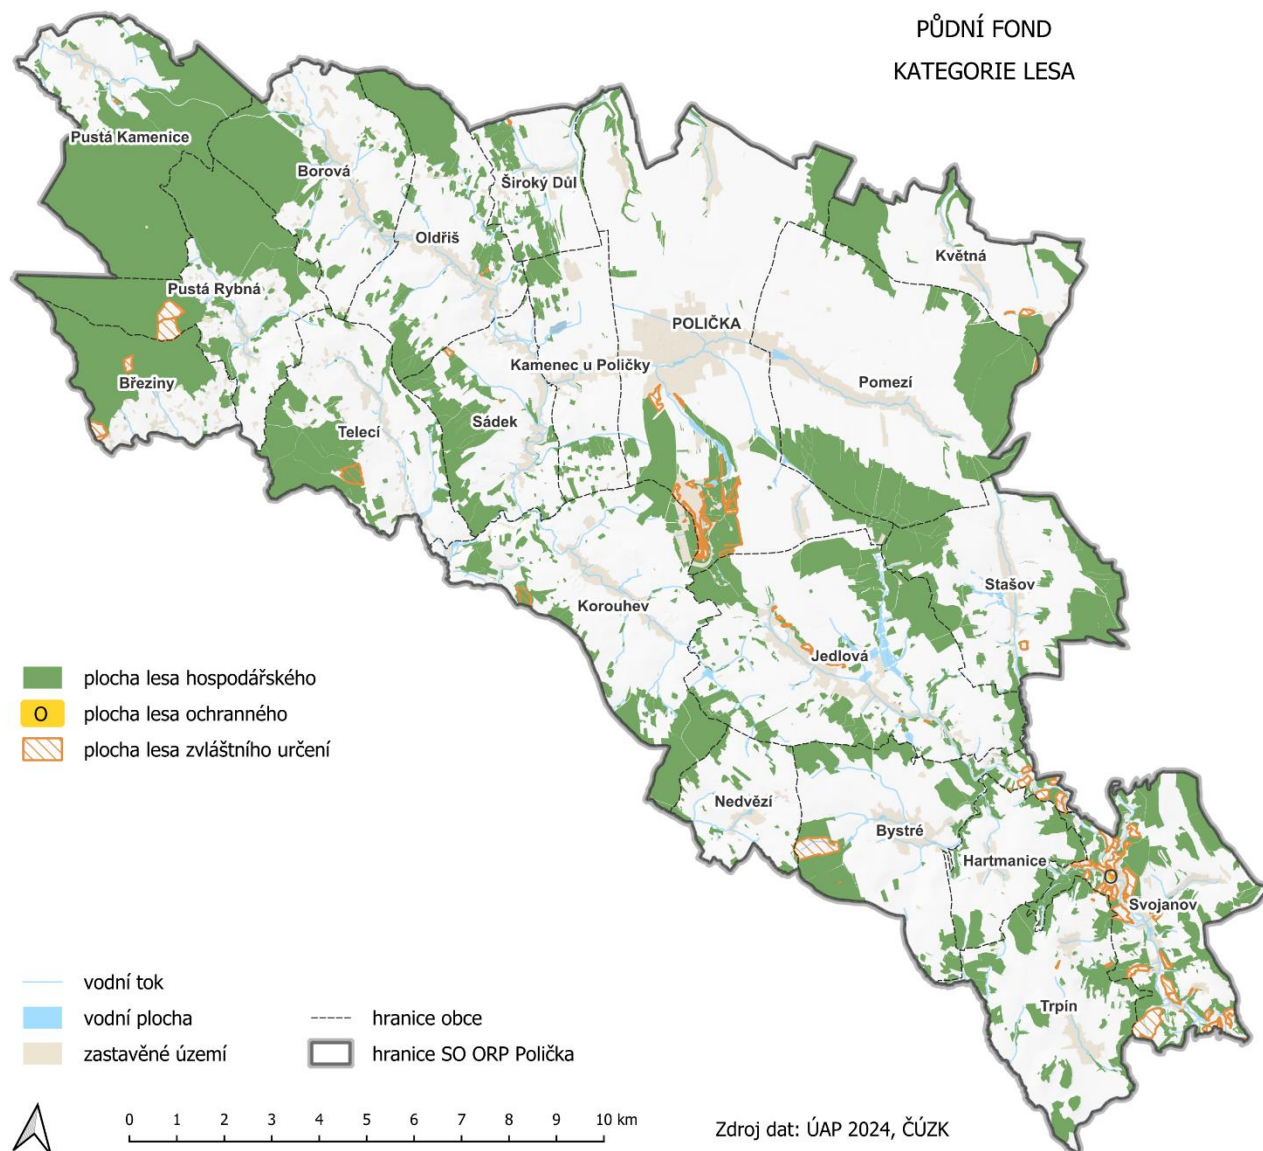 PŮDNÍ FOND
KATEGORIE LESA
Pustá Kamenice
Borová
Široký Důl
Oldřiš
Květná
Pustá Rybná
POLIČKA
Kamenec u Poličky
Březiny
Pomezí
Sádek
Telecí
Stašov
Korouhev
Jedlová
plocha lesa hospodářského
O plocha lesa ochranného
plocha lesa zvláštního určení
Nedvězí
Bystré
Hartmanice
O
Svojanov
Trpín
vodní tok
vodní plocha
zastavěné území
hranice obce
hranice SO ORP Polička
0 1 2 3 4 5 6 7 8 9 10 km
Zdroj dat: ÚAP 2024, ČÚZK